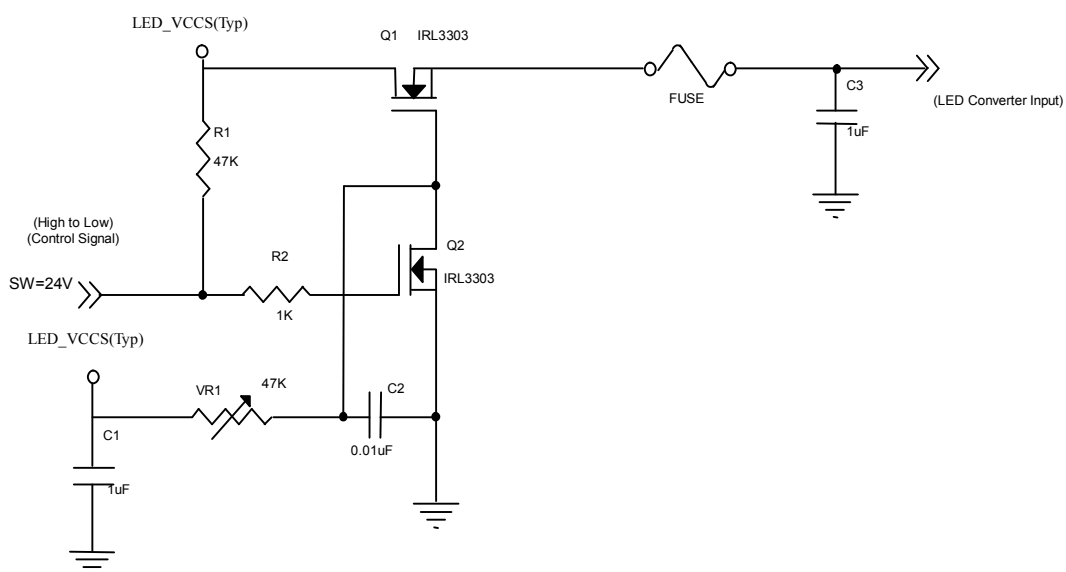 LED_VCCS(Typ)
Q1 IRL3303
FUSE
C3
(LED Converter Input)
1uF
R1
47K
(High to Low)
(Control Signal)
SW=24V
R2
1K
Q2
IRL3303
LED_VCCS(Typ)
VR1
47K
C2
0.01uF
C1
1uF